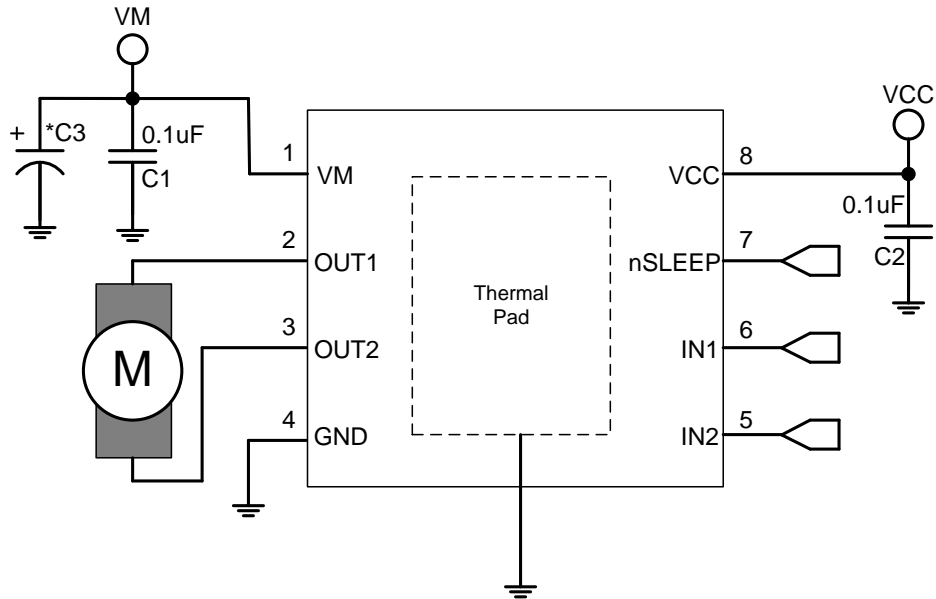 VM
+ *C3
0.1uF
C1
1
VM
2
OUT1
3
OUT2
4
GND
M
Thermal
Pad
VCC
8
VCC
0.1uF
C2
7
nSLEEP
6
IN1
5
IN2